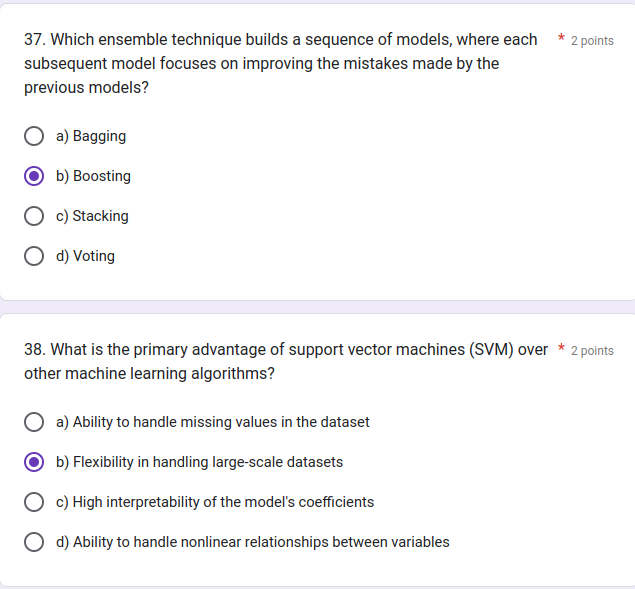 37. Which ensemble technique builds a sequence of models, where each * 2 points
subsequent model focuses on improving the mistakes made by the
previous models?
a) Bagging
b) Boosting
c) Stacking
d) Voting
38. What is the primary advantage of support vector machines (SVM) over * 2 points
other machine learning algorithms?
a) Ability to handle missing values in the dataset
b) Flexibility in handling large-scale datasets
c) High interpretability of the model's coefficients
d) Ability to handle nonlinear relationships between variables